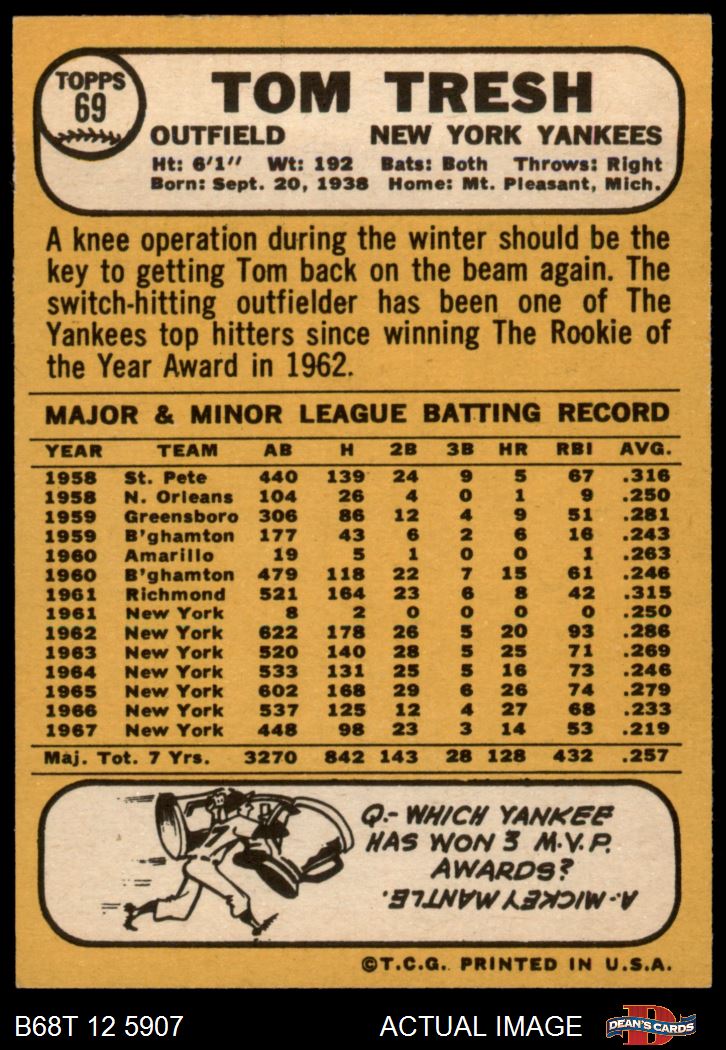 TOPPS
69
TOM TRESH
OUTFIELD NEW YORK YANKEES
Ht: 6'1" Wt: 192 Bats: Both Throws: Right
Born: Sept. 20, 1938 Home: Mt. Pleasant, Mich.
A knee operation during the winter should be the
key to getting Tom back on the beam again. The
switch-hitting outfielder has been one of The
Yankees top hitters since winning The Rookie of
the Year Award in 1962.
MAJOR & MINOR LEAGUE BATTING RECORD
YEAR TEAM AB H 2B 3B HR RBI AVG.
1958 St. Pete 440 139 24 9 5 67 .316
1958 N. Orleans 104 26 4 0 1 9 .250
1959 Greensboro 306 86 12 4 9 51 .281
1959 B'ghamton 177 43 6 2 6 16 .243
1960 Amarillo 19 5 1 0 0 1 .263
1960 B'ghamton 479 118 22 7 15 61 .246
1961 Richmond 521 164 23 6 8 42 .315
1961 New York 8 2 0 0 0 0 .250
1962 New York 622 178 26 5 20 93 .286
1963 New York 520 140 28 5 25 71 .269
1964 New York 533 131 25 5 16 73 .246
1965 New York 602 168 29 6 26 74 .279
1966 New York 537 125 12 4 27 68 .233
1967 New York 448 98 23 3 14 53 .219
Maj. Tot. 7 Yrs. 3270 842 143 28 128 432 .257
7
Q.- WHICH YANKEE
HAS WON 3 M.V.P.
AWARDS?
A.- MICKEY MANTLE.
©T.C.G. PRINTED IN U.S.A.
B68T 12 5907 ACTUAL IMAGE
D
DEAN'S CARDS